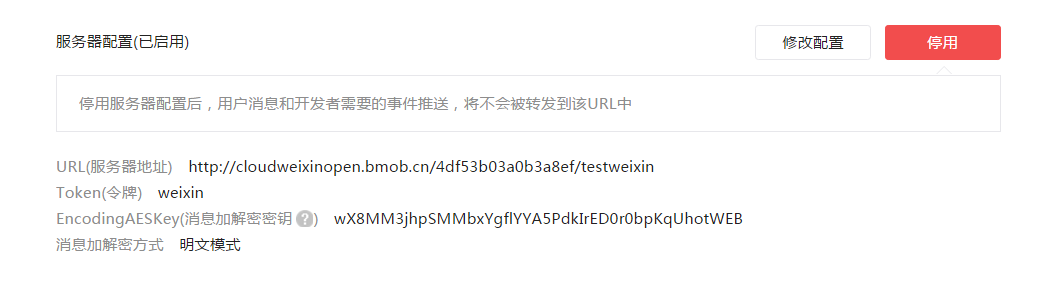 服务器配置(已启用)
修改配置
停用
停用服务器配置后，用户消息和开发者需要的事件推送，将不会被转发到该URL中
URL(服务器地址) http://cloudweixinopen.bmob.cn/4df53b03a0b3a8ef/testweixin
Token(令牌) weixin
EncodingAESKey(消息加解密密钥 ?) wX8MM3jhpSMMbxYgflYYA5PdkIrED0r0bpKqUhotWEB
消息加解密方式 明文模式